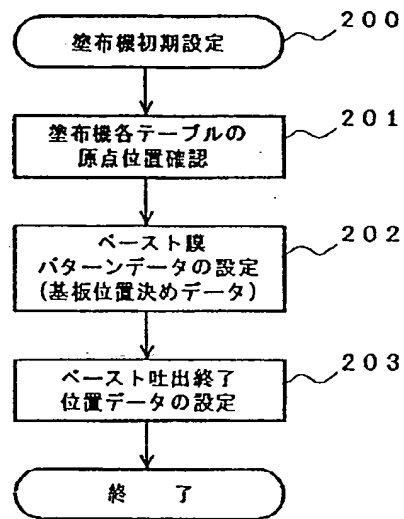 塗布機初期設定
200
塗布機各テーブルの
原点位置確認
201
ペースト膜
パターンデータの設定
(基板位置決めデータ)
202
ペースト吐出終了
位置データの設定
203
終 了